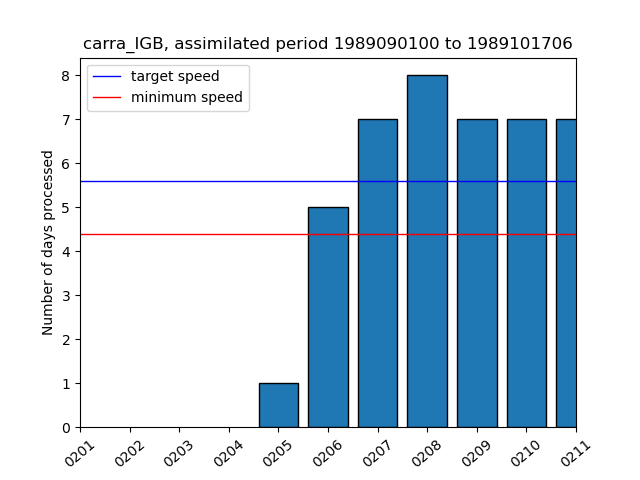 carra_IGB, assimilated period 1989090100 to 1989101706
target speed
minimum speed
Number of days processed
8
7
6
5
4
3
2
1
0
0201 0202 0203 0204 0205 0206 0207 0208 0209 0210 0211